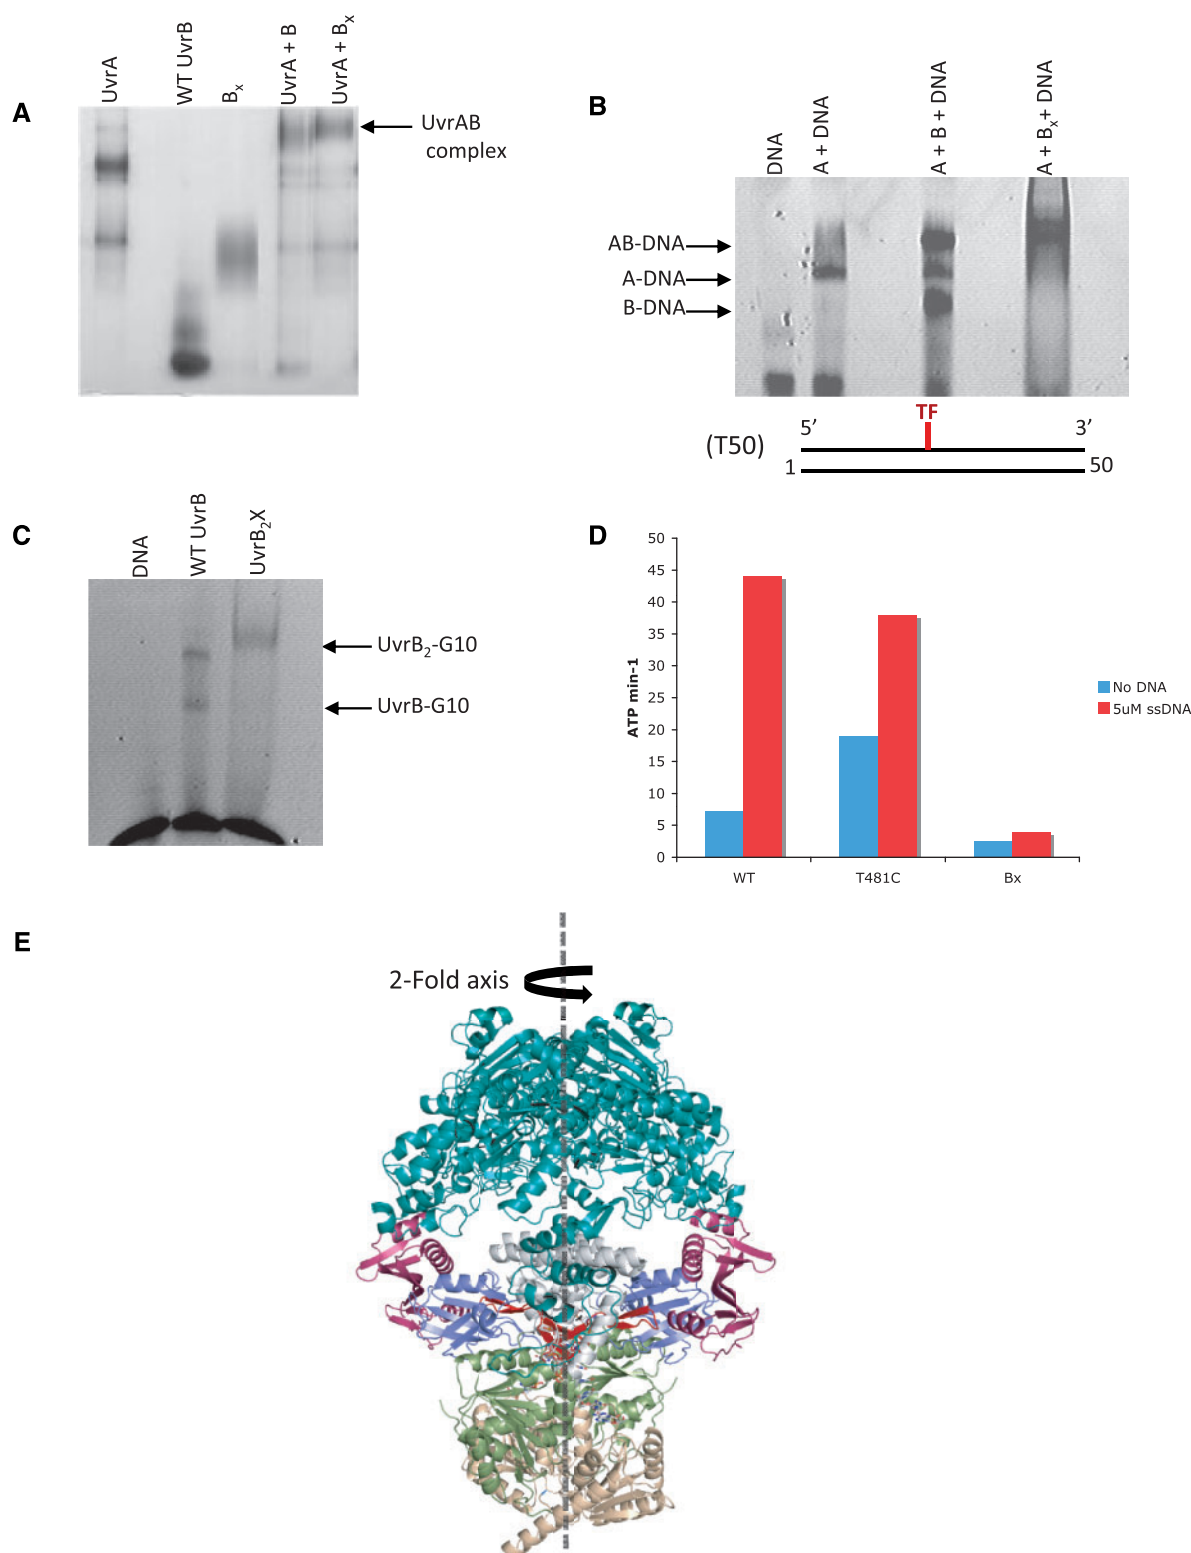 A
UvrA
WT UvrB
Bx
UvrA + B
UvrA + Bx
UvrAB
complex
B
DNA
A + DNA
A + B + DNA
A + Bx+ DNA
AB-DNA
A-DNA
B-DNA
TF
5’
3’
(T50)
1
50
C
DNA
WT UvrB
UvrB2X
UvrB2-G10
UvrB-G10
D
50
45
40
35
30
25
20
15
10
5
0
ATP min-1
WT
T481C
Bx
No DNA
5uM ssDNA
E
2-Fold axis